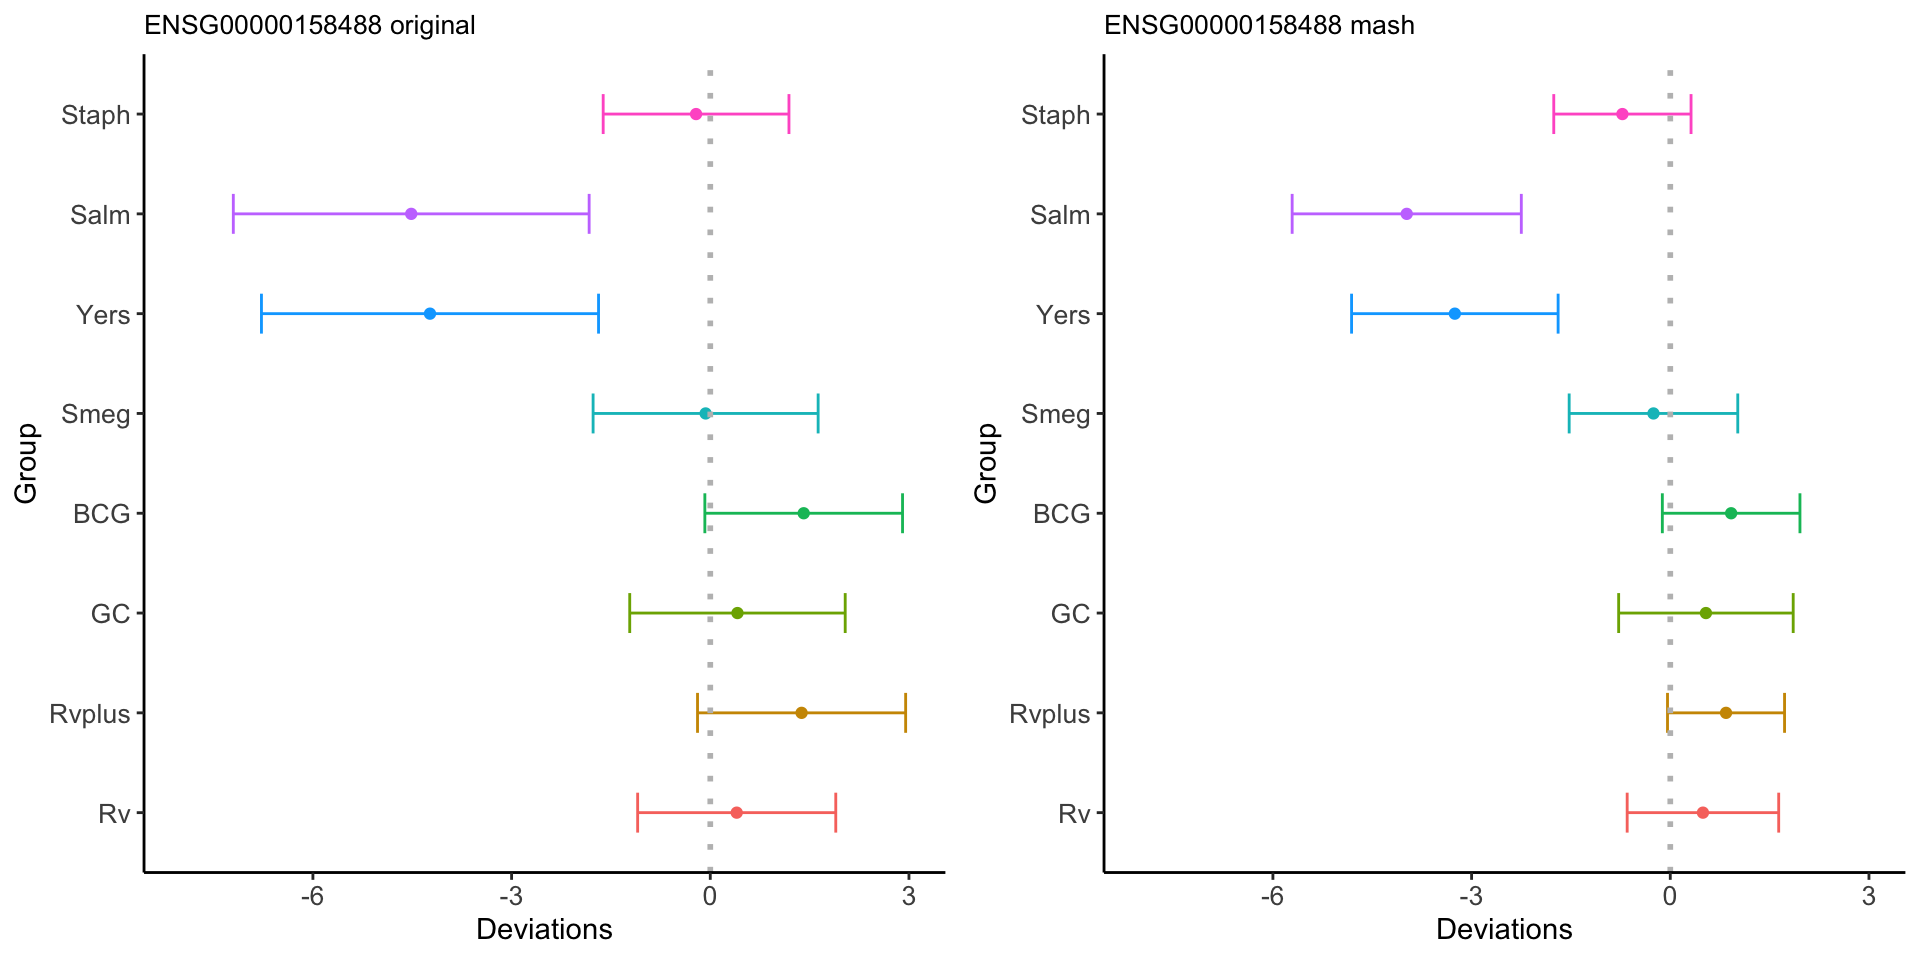 ENSG00000158488 original
Group
Staph
Salm
Yers
Smeg
BCG
GC
Rvplus
Rv
-6 -3 0 3
Deviations
ENSG00000158488 mash
Group
Staph
Salm
Yers
Smeg
BCG
GC
Rvplus
Rv
-6 -3 0 3
Deviations